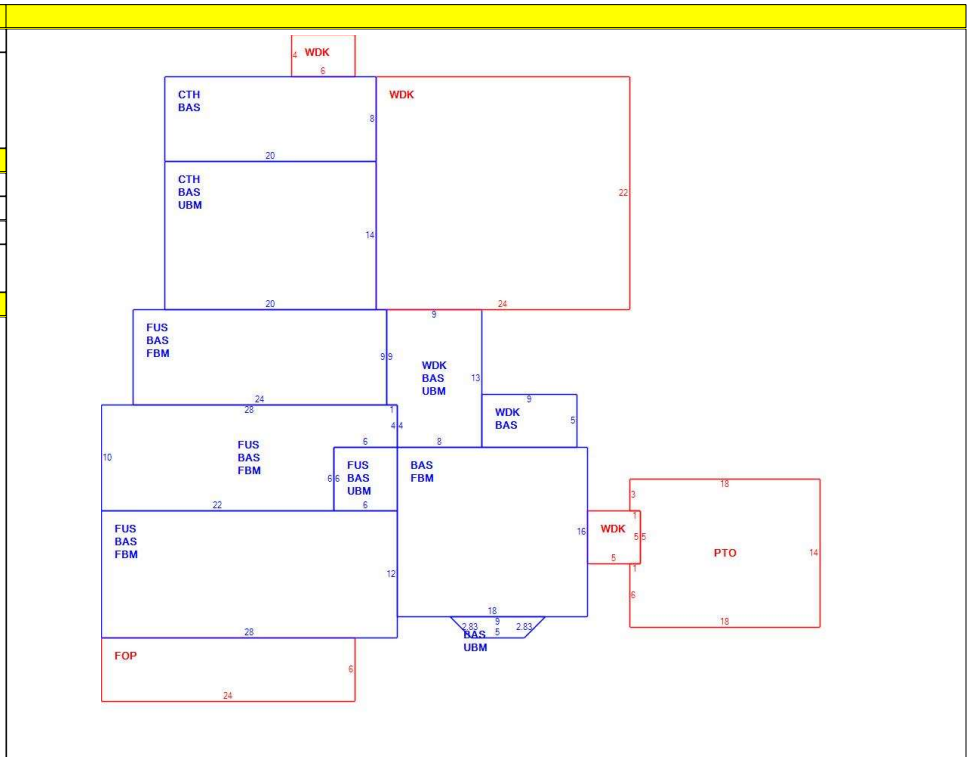 4 WDK
6
CTH
BAS
8
WDK
20
CTH
BAS
UBM
22
14
20
24
9
FUS
BAS
FBM
9 9
WDK
BAS
UBM
13
24
28
1
9
WDK
BAS
5
4 4
10
FUS
BAS
FBM
6
8
6 6
FUS
BAS
UBM
BAS
FBM
22
6
18
3
1
FUS
BAS
FBM
16
WDK
5 5
PTO
14
5
1
12
6
18
9
2.83
5
2.83
BAS
UBM
18
28
FOP
6
24